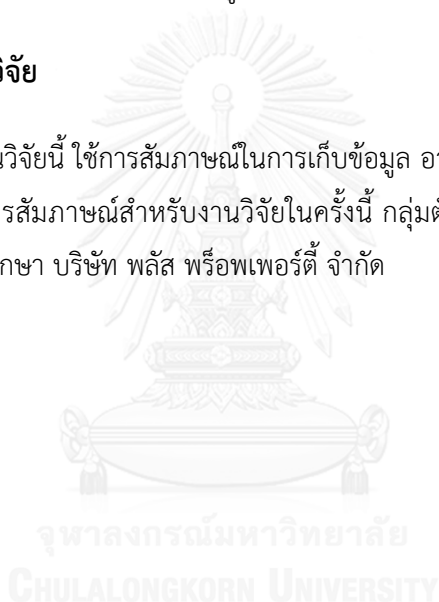 วิจัย
นวิจัยนี้ ใช้การสัมภาษณ์ในการเก็บข้อมูล อา
รสัมภาษณ์สำหรับงานวิจัยในครั้งนี้ กลุ่มตั
กษา บริษัท พลัส พร็อพเพอร์ตี้ จำกัด
จุฬาลงกรณ์มหาวิทยาลัย
CHULALONGKORN UNIVERSITY